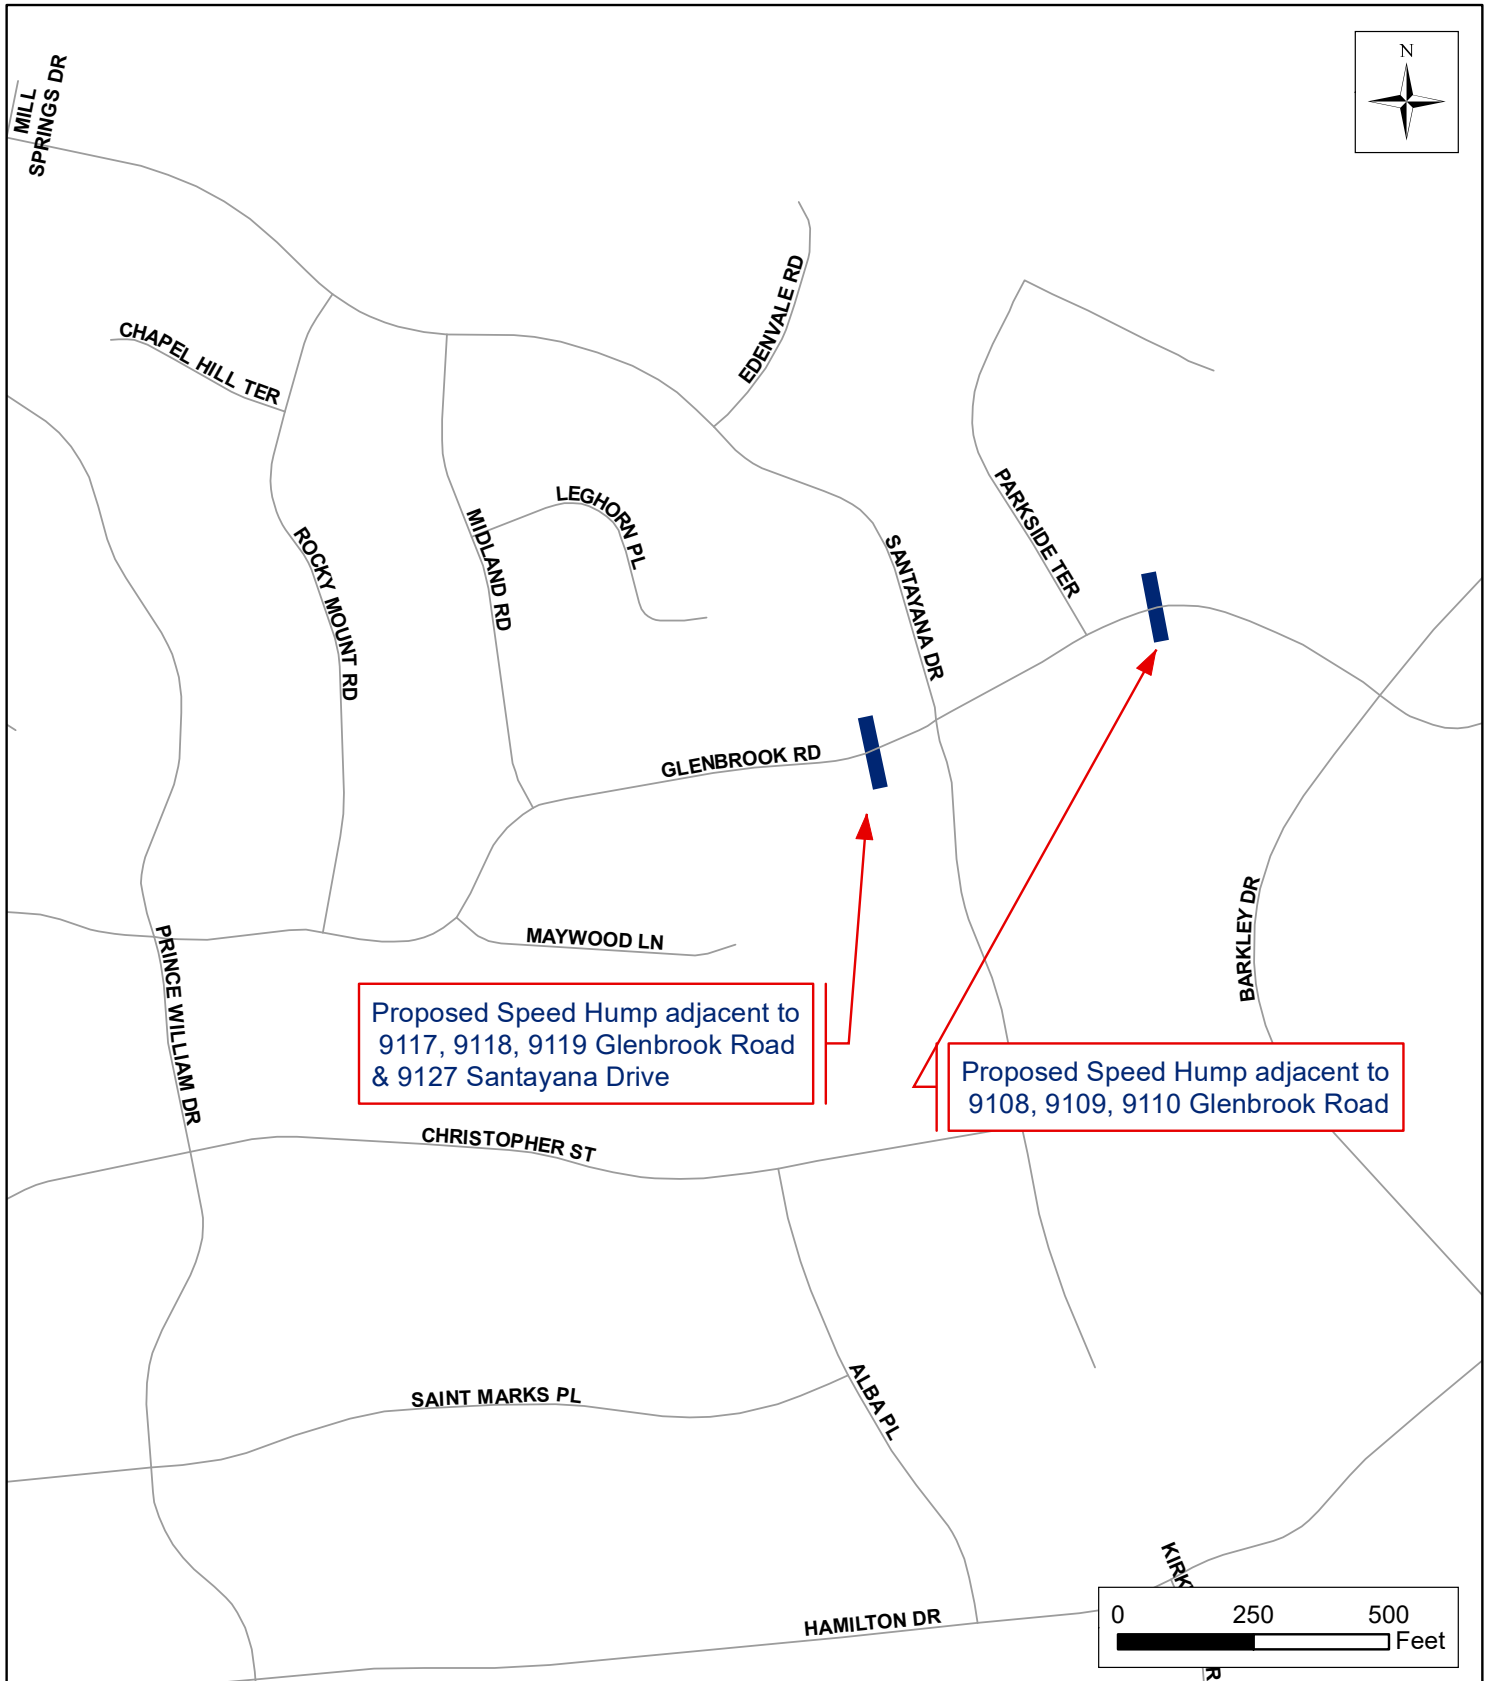 N
MILL
SPRINGS DR
EDENVALE RD
CHAPEL HILL TER
LEGHORN PL
PARKSIDE TER
MIDLAND RD
ROCKY MOUNT RD
SANTAYANA DR
GLENBROOK RD
BARKLEY DR
MAYWOOD LN
PRINCE WILLIAM DR
Proposed Speed Hump adjacent to
9117, 9118, 9119 Glenbrook Road
& 9127 Santayana Drive
Proposed Speed Hump adjacent to
9108, 9109, 9110 Glenbrook Road
CHRISTOPHER ST
SAINT MARKS PL
ALBA PL
HAMILTON DR
0 250 500
Feet